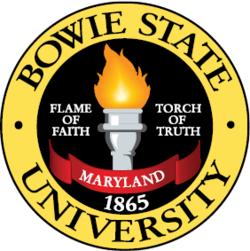 BOWIE STATE
FLAME
OF
FAITH
TORCH
OF
TRUTH
MARYLAND
1865
UNIVERSITY